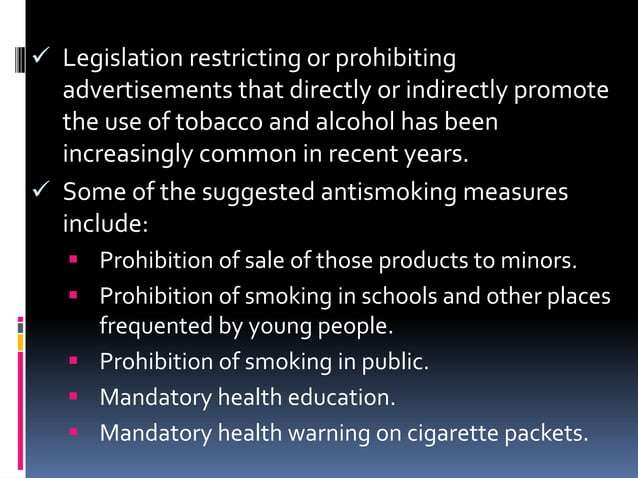 ✓ Legislation restricting or prohibiting
advertisements that directly or indirectly promote
the use of tobacco and alcohol has been
increasingly common in recent years.
✓ Some of the suggested antismoking measures
include:
▪ Prohibition of sale of those products to minors.
▪ Prohibition of smoking in schools and other places
frequented by young people.
▪ Prohibition of smoking in public.
▪ Mandatory health education.
▪ Mandatory health warning on cigarette packets.